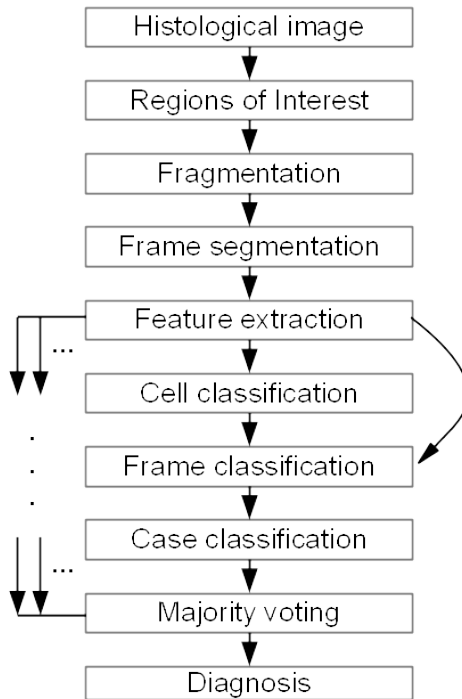 Histological image
Regions of Interest
Fragmentation
Frame segmentation
Feature extraction
...
Cell classification
.
.
.
Frame classification
Case classification
...
Majority voting
Diagnosis